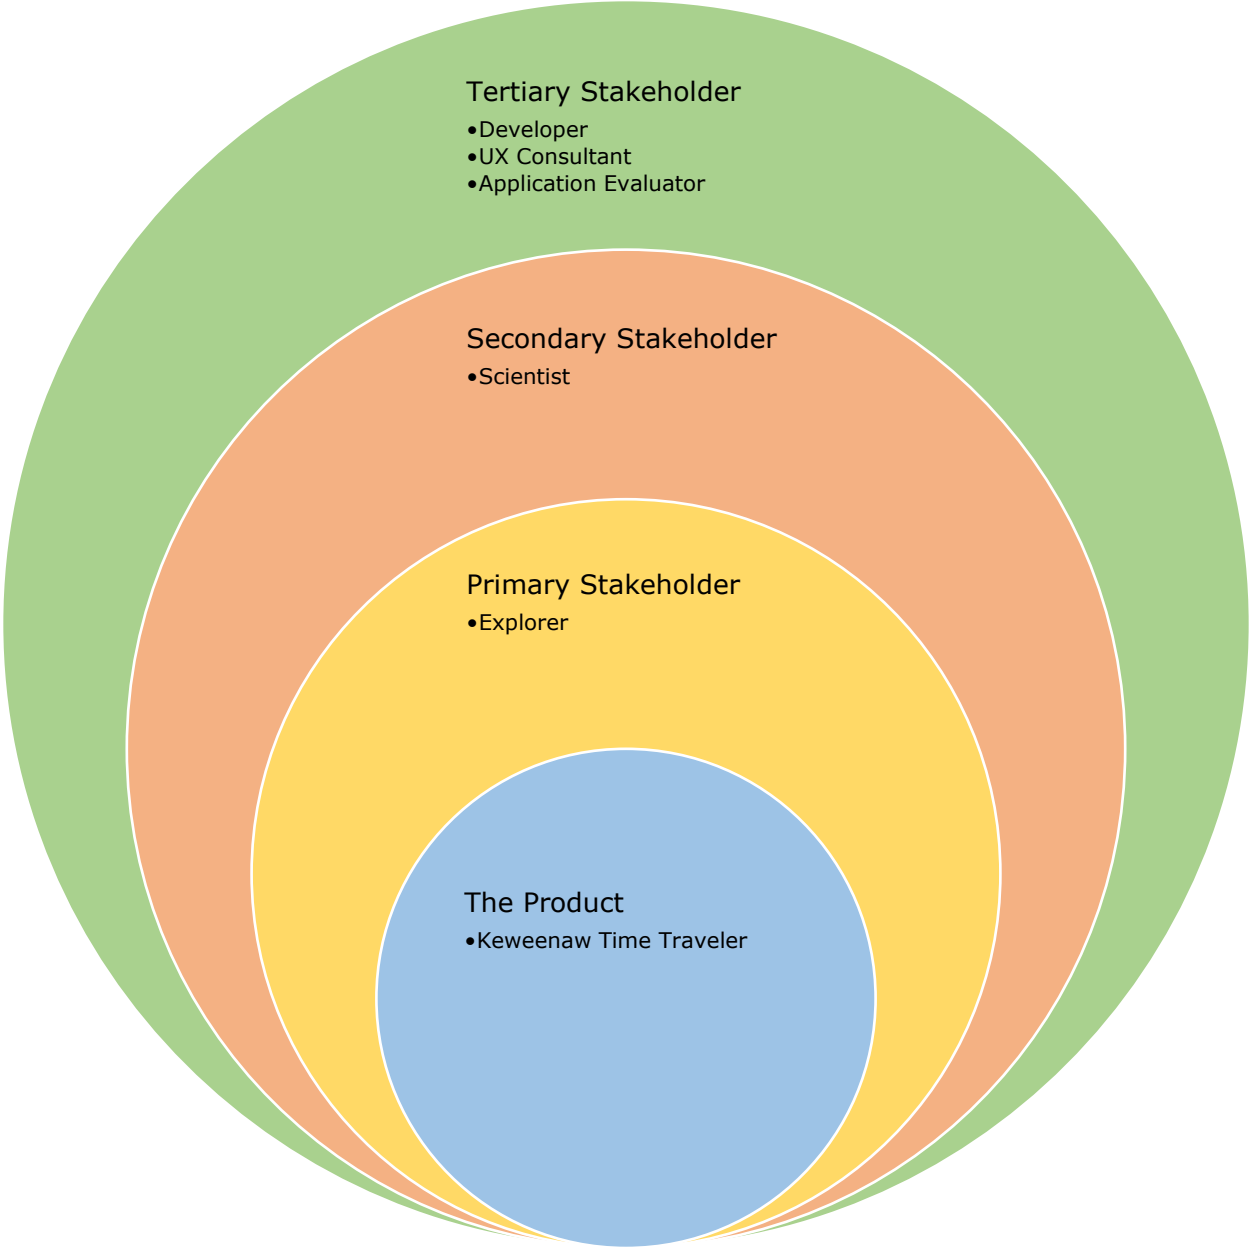 Tertiary Stakeholder
•Developer
•UX Consultant
•Application Evaluator
Secondary Stakeholder
•Scientist
Primary Stakeholder
•Explorer
The Product
•Keweenaw Time Traveler